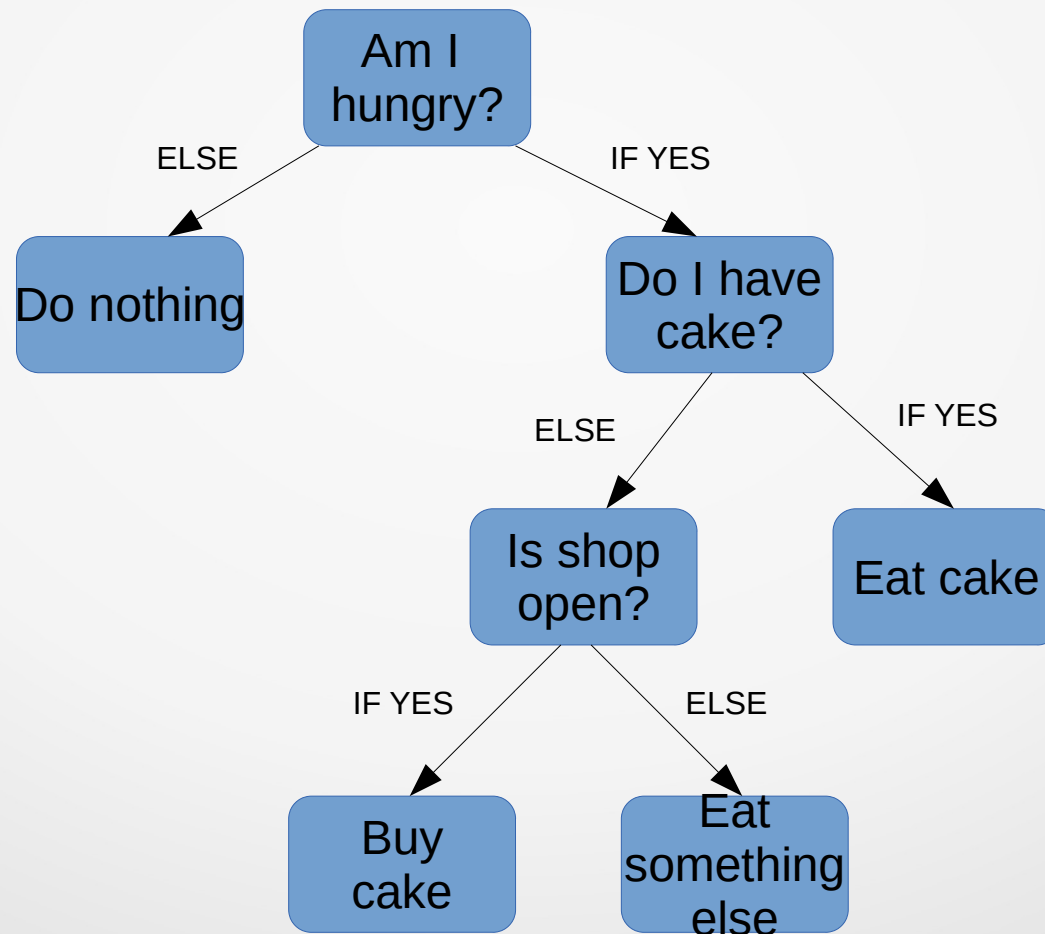 Am I
hungry?
ELSE
IF YES
Do nothing
Do I have
cake?
ELSE
IF YES
Is shop
open?
Eat cake
IF YES
ELSE
Buy
cake
Eat
something
else